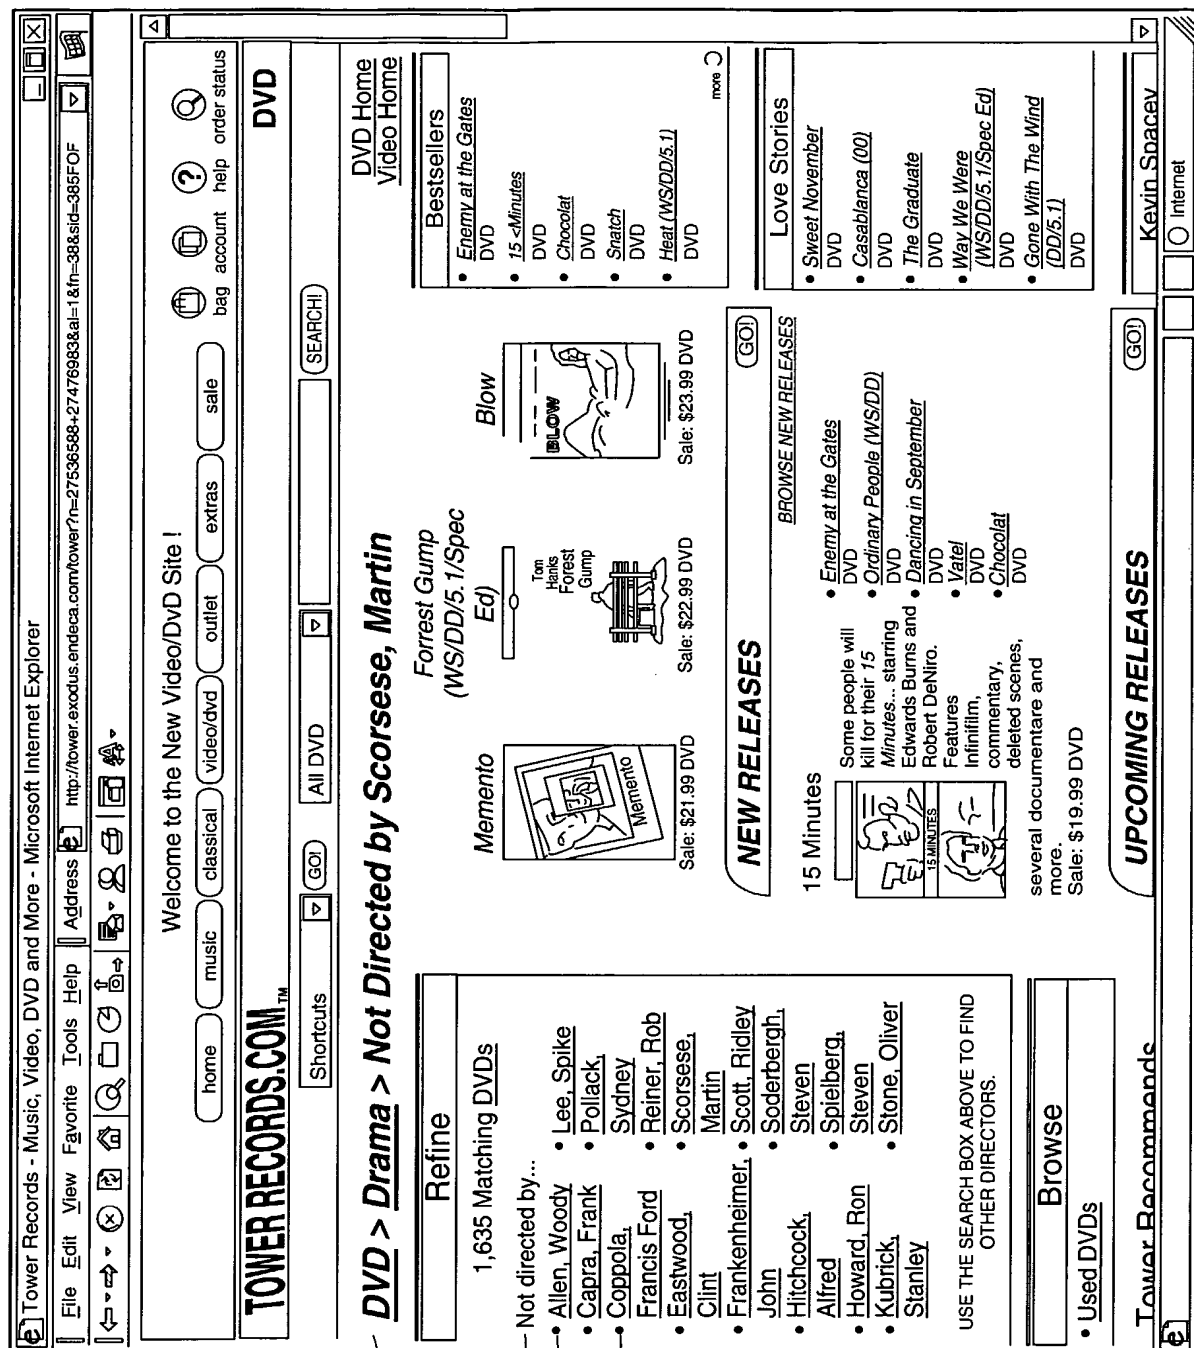 Tower Records - Music, Video, DVD and More - Microsoft Internet Explorer
File Edit View Favorite Tools Help
Address http://tower.exodus.endeca.com/tower?n=27536588+27476983&al=1&fn=38&sid=385FOF
Welcome to the New Video/DvD Site !
home music classical video/dvd outlet extras sale
bag account help order status
TOWER RECORDS.COM™
DVD
Shortcuts GO! All DVD SEARCH!
DVD > Drama > Not Directed by Scorsese, Martin
DVD Home
Video Home
Refine
1,635 Matching DVDs
Not directed by...
• Allen, Woody
• Capra, Frank
• Coppola,
Francis Ford
• Eastwood,
Clint
• Frankenheimer,
John
• Hitchcock,
Alfred
• Howard, Ron
• Kubrick,
Stanley
• Lee, Spike
• Pollack,
Sydney
• Reiner, Rob
• Scorsese,
Martin
• Scott, Ridley
• Soderbergh,
Steven
• Spielberg,
Steven
• Stone, Oliver
USE THE SEARCH BOX ABOVE TO FIND
OTHER DIRECTORS.
Browse
• Used DVDs
Tower Recommends
Memento
Memento
Sale: $21.99 DVD
Forrest Gump
(WS/DD/5.1/Spec
Ed)
Tom
Hanks
Forest
Gump
Sale: $22.99 DVD
Blow
BLOW
Sale: $23.99 DVD
NEW RELEASES
GO!
BROWSE NEW RELEASES
15 Minutes
15 MINUTES
Some people will
kill for their 15
Minutes... starring
Edwards Burns and
Robert DeNiro.
Features
Infinifilm,
commentary,
deleted scenes,
several documentare and
more.
Sale: $19.99 DVD
• Enemy at the Gates
DVD
• Ordinary People (WS/DD)
DVD
• Dancing in September
DVD
• Vatel
DVD
• Chocolat
DVD
UPCOMING RELEASES
GO!
Bestsellers
• Enemy at the Gates
DVD
• 15 <Minutes
DVD
• Chocolat
DVD
• Snatch
DVD
• Heat (WS/DD/5.1)
DVD
more
Love Stories
• Sweet November
DVD
• Casablanca (00)
DVD
• The Graduate
DVD
• Way We Were
(WS/DD/5.1/Spec Ed)
DVD
• Gone With The Wind
(DD/5.1)
DVD
Kevin Spacey
Internet